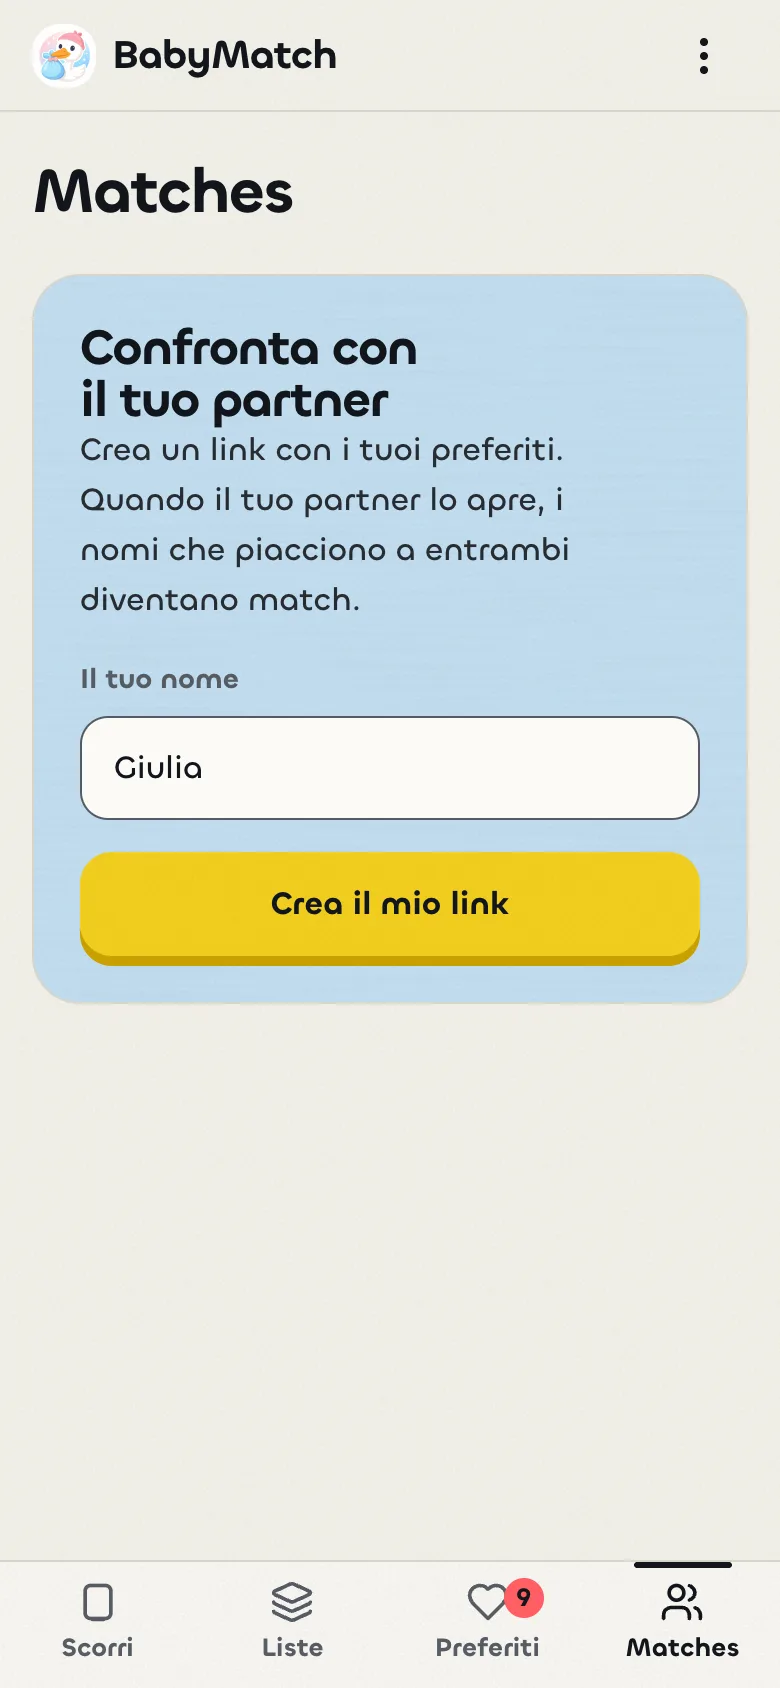 BabyMatch
Matches
Confronta con
il tuo partner
Crea un link con i tuoi preferiti.
Quando il tuo partner lo apre, i
nomi che piacciono a entrambi
diventano match.
Il tuo nome
Giulia
Crea il mio link
9
Scorri
Liste
Preferiti
Matches